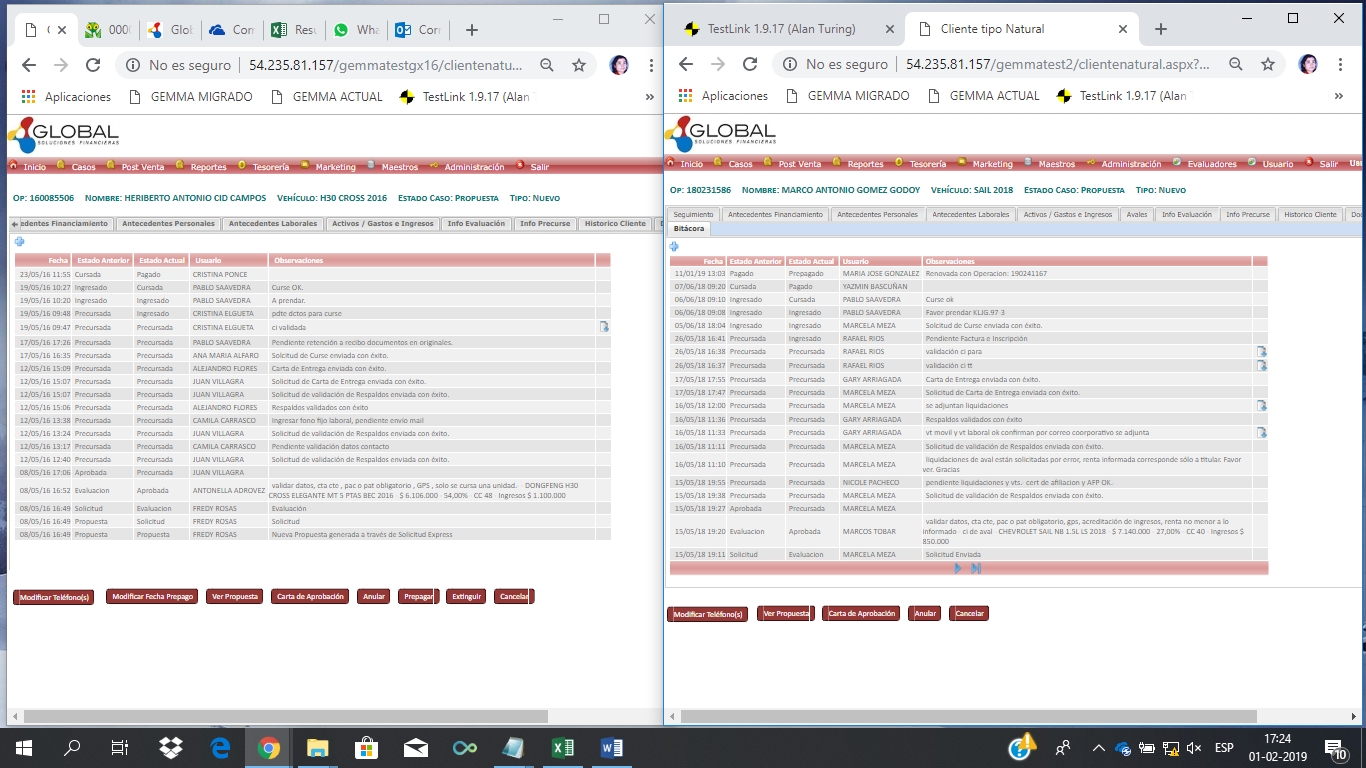 000
Glo
Con
Resu
Wha
Corr
No es seguro | 54.235.81.157/gemmatestgx16/clientenatu...
Aplicaciones GEMMA MIGRADO GEMMA ACTUAL TestLink 1.9.17 (Alan »
GLOBAL
SOLUCIONES FINANCIERAS
Inicio Casos Post Venta Reportes Tesorería Marketing Maestros Administración Salir
Op: 160085506 Nombre: HERIBERTO ANTONIO CID CAMPOS Vehículo: H30 CROSS 2016 Estado Caso: Propuesta Tipo: Nuevo
edentes Financiamiento Antecedentes Personales Antecedentes Laborales Activos / Gastos e Ingresos Info Evaluación Info Precurse Historico Cliente
Fecha Estado Anterior Estado Actual Usuario Observaciones
23/05/16 11:55 Cursada Pagado CRISTINA PONCE
19/05/16 10:27 Ingresado Cursada PABLO SAAVEDRA Curse OK.
19/05/16 10:20 Ingresado Ingresado PABLO SAAVEDRA A prendar.
19/05/16 09:48 Precursada Ingresado CRISTINA ELGUETA pdte dctos para curse
19/05/16 09:47 Precursada Precursada CRISTINA ELGUETA ci validada
17/05/16 17:26 Precursada Precursada PABLO SAAVEDRA Pendiente retención a recibo documentos en originales.
17/05/16 16:35 Precursada Precursada ANA MARIA ALFARO Solcitud de Curse enviada con éxito.
12/05/16 15:09 Precursada Precursada ALEJANDRO FLORES Carta de Entrega enviada con éxito.
12/05/16 15:07 Precursada Precursada JUAN VILLAGRA Solicitud de Carta de Entrega enviada con éxito.
12/05/16 15:07 Precursada Precursada JUAN VILLAGRA Solicitud de validación de Respaldos enviada con éxito.
12/05/16 15:06 Precursada Precursada ALEJANDRO FLORES Respaldos validados con éxito
12/05/16 13:38 Precursada Precursada CAMILA CARRASCO Ingresar fono fijo laboral, pendiente envío mail
12/05/16 13:24 Precursada Precursada JUAN VILLAGRA Solicitud de validación de Respaldos enviada con éxito.
12/05/16 13:17 Precursada Precursada CAMILA CARRASCO Pendiente validación datos contacto
12/05/16 12:40 Precursada Precursada JUAN VILLAGRA Solicitud de validación de Respaldos enviada con éxito.
08/05/16 17:06 Aprobada Precursada JUAN VILLAGRA
08/05/16 16:52 Evaluacion Aprobada ANTONELLA ADROVEZ validar datos, cta cte , pac o pat obligatorio , GPS , solo se cursa una unidad. · DONGFENG H30
CROSS ELEGANTE MT 5 PTAS BEC 2016 · $ 6.106.000 · 54,00% · CC 48 · Ingresos $ 1.100.000
08/05/16 16:49 Solicitud Evaluacion FREDY ROSAS Evaluación
08/05/16 16:49 Propuesta Solicitud FREDY ROSAS Solicitud
08/05/16 16:49 Propuesta Propuesta FREDY ROSAS Nueva Propuesta generada a través de Solicitud Express
Modificar Teléfono(s) Modificar Fecha Prepago Ver Propuesta Carta de Aprobación Anular Prepagar Extinguir Cancelar
TestLink 1.9.17 (Alan Turing)
Cliente tipo Natural
No es seguro | 54.235.81.157/gemmatest2/clientenatural.aspx?...
Aplicaciones GEMMA MIGRADO GEMMA ACTUAL TestLink 1.9.17 (Alan »
GLOBAL
SOLUCIONES FINANCIERAS
Inicio Casos Post Venta Reportes Tesorería Marketing Maestros Administración Evaluadores Usuario Salir
Op: 180231586 Nombre: MARCO ANTONIO GOMEZ GODOY Vehículo: SAIL 2018 Estado Caso: Propuesta Tipo: Nuevo
Seguimiento Antecedentes Financiamiento Antecedentes Personales Antecedentes Laborales Activos / Gastos e Ingresos Avales Info Evaluación Info Precurse Historico Cliente Doc
Bitácora
Fecha Estado Anterior Estado Actual Usuario Observaciones
11/01/19 13:03 Pagado Prepagado MARIA JOSE GONZALEZ Renovada con Operacion: 190241167
07/06/18 09:20 Cursada Pagado YAZMIN BASCUÑAN
06/06/18 09:10 Ingresado Cursada PABLO SAAVEDRA Curse ok
06/06/18 09:08 Ingresado Ingresado PABLO SAAVEDRA Favor prendar KLJG.97-3
05/06/18 18:04 Ingresado Ingresado MARCELA MEZA Solcitud de Curse enviada con éxito.
26/05/18 16:41 Precursada Ingresado RAFAEL RIOS Pendiente Factura e Inscripción
26/05/18 16:38 Precursada Precursada RAFAEL RIOS validación ci para
26/05/18 16:37 Precursada Precursada RAFAEL RIOS validación ci tt
17/05/18 17:55 Precursada Precursada GARY ARRIAGADA Carta de Entrega enviada con éxito.
17/05/18 17:47 Precursada Precursada MARCELA MEZA Solicitud de Carta de Entrega enviada con éxito.
16/05/18 12:00 Precursada Precursada MARCELA MEZA se adjuntan liquidaciones
16/05/18 11:36 Precursada Precursada GARY ARRIAGADA Respaldos validados con éxito
16/05/18 11:33 Precursada Precursada GARY ARRIAGADA vt movil y vt laboral ok confirman por correo coorporativo se adjunta
16/05/18 11:11 Precursada Precursada MARCELA MEZA Solicitud de validación de Respaldos enviada con éxito.
16/05/18 11:10 Precursada Precursada MARCELA MEZA liquidaciones de aval están solicitadas por error, renta informada corresponde sólo a titular. Favor
ver. Gracias
15/05/18 19:55 Precursada Precursada NICOLE PACHECO pendiente liquidaciones y vts. cert de afiliacion y AFP OK.
15/05/18 19:38 Precursada Precursada MARCELA MEZA Solicitud de validación de Respaldos enviada con éxito.
15/05/18 19:27 Aprobada Precursada MARCELA MEZA
15/05/18 19:20 Evaluacion Aprobada MARCOS TOBAR validar datos, cta cte, pac o pat obligatorio, gps, acreditación de ingresos, renta no menor a lo
informado · ci de aval · CHEVROLET SAIL NB 1.5L LS 2018 · $ 7.140.000 · 27,00% · CC 40 · Ingresos $
850.000
15/05/18 19:11 Solicitud Evaluacion MARCELA MEZA Solicitud Enviada
Modificar Teléfono(s) Ver Propuesta Carta de Aprobación Anular Cancelar
ESP
17:24
01-02-2019
10